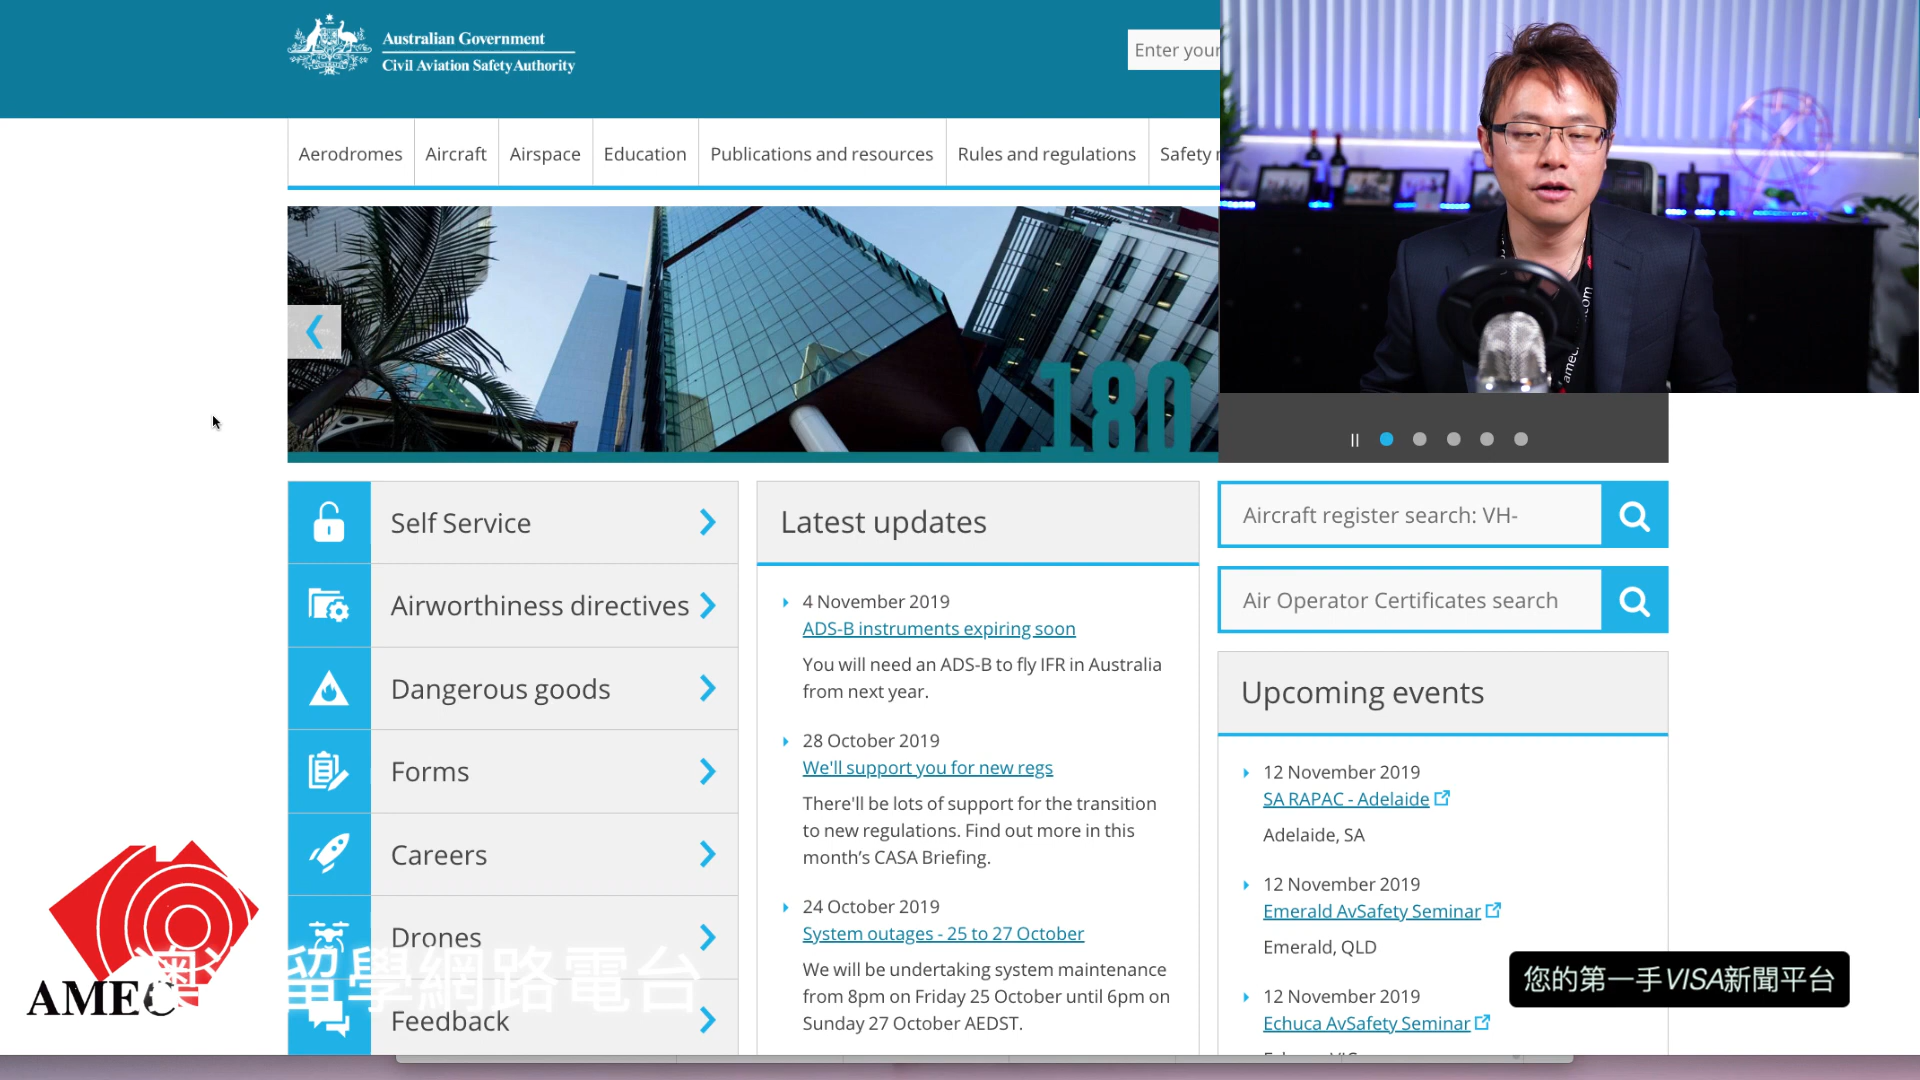 Australian Government
Civil Aviation Safety Authority
Enter your
Aerodromes
Aircraft
Airspace
Education
Publications and resources
Rules and regulations
Safety
180
Self Service
Airworthiness directives
Dangerous goods
Forms
Careers
Drones
Feedback
Latest updates
4 November 2019
ADS-B instruments expiring soon
You will need an ADS-B to fly IFR in Australia
from next year.
28 October 2019
We'll support you for new regs
There'll be lots of support for the transition
to new regulations. Find out more in this
month’s CASA Briefing.
24 October 2019
System outages - 25 to 27 October
We will be undertaking system maintenance
from 8pm on Friday 25 October until 6pm on
Sunday 27 October AEDST.
Aircraft register search: VH-
Air Operator Certificates search
Upcoming events
12 November 2019
SA RAPAC - Adelaide
Adelaide, SA
12 November 2019
Emerald AvSafety Seminar
Emerald, QLD
12 November 2019
Echuca AvSafety Seminar
AMEC
留學網路電台
您的第一手VISA新聞平台